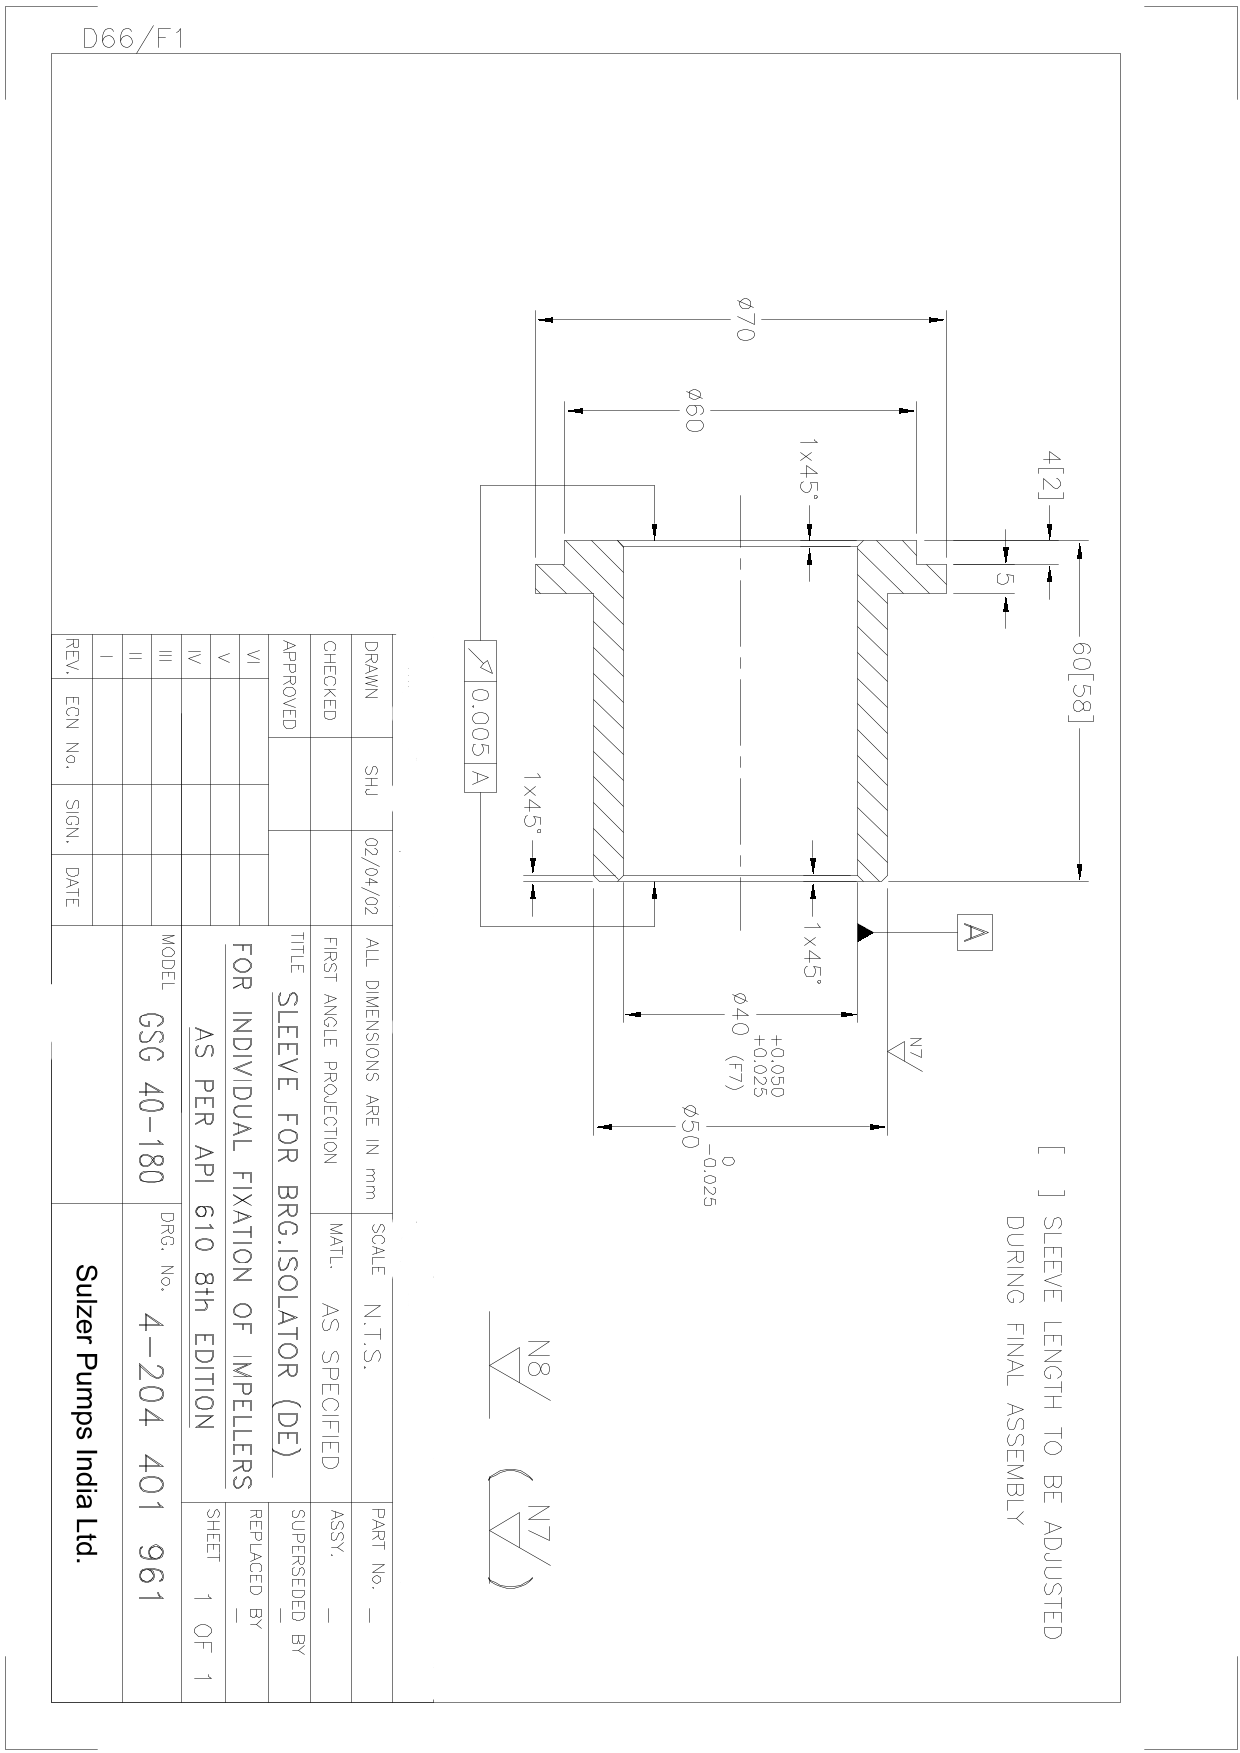 D66/F1
ø70
ø60
1x45°
4[2]
5
60[58]
0.005 A
1x45°
1x45°
A
ø40 +0.050 +0.025 (F7)
N7
ø50 0 -0.025
[ ] SLEEVE LENGTH TO BE ADJUSTED
DURING FINAL ASSEMBLY
N8 (N7)
DRAWN SHJ 02/04/02
CHECKED
APPROVED
VI
V
IV
III
II
I
REV. ECN No. SIGN. DATE
ALL DIMENSIONS ARE IN mm
FIRST ANGLE PROJECTION
SCALE N.T.S.
MATL. AS SPECIFIED
PART No. –
ASSY. –
SUPERSEDED BY –
REPLACED BY –
SHEET 1 OF 1
TITLE SLEEVE FOR BRG.ISOLATOR (DE)
FOR INDIVIDUAL FIXATION OF IMPELLERS
AS PER API 610 8th EDITION
MODEL GSG 40-180
DRG. No. 4-204 401 961
Sulzer Pumps India Ltd.